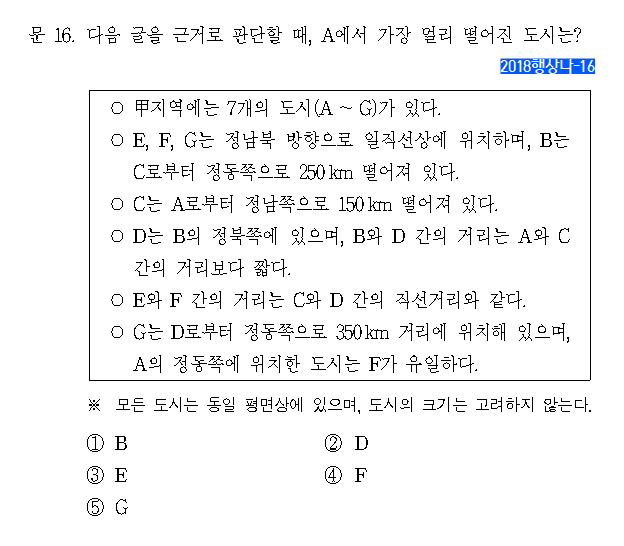 문 16. 다음 글을 근거로 판단할 때, A에서 가장 멀리 떨어진 도시는?
2018행상나-16
○ 甲지역에는 7개의 도시(A ~ G)가 있다.
○ E, F, G는 정남북 방향으로 일직선상에 위치하며, B는
C로부터 정동쪽으로 250 km 떨어져 있다.
○ C는 A로부터 정남쪽으로 150 km 떨어져 있다.
○ D는 B의 정북쪽에 있으며, B와 D 간의 거리는 A와 C
간의 거리보다 짧다.
○ E와 F 간의 거리는 C와 D 간의 직선거리와 같다.
○ G는 D로부터 정동쪽으로 350 km 거리에 위치해 있으며,
A의 정동쪽에 위치한 도시는 F가 유일하다.
※ 모든 도시는 동일 평면상에 있으며, 도시의 크기는 고려하지 않는다.
① B ② D
③ E ④ F
⑤ G